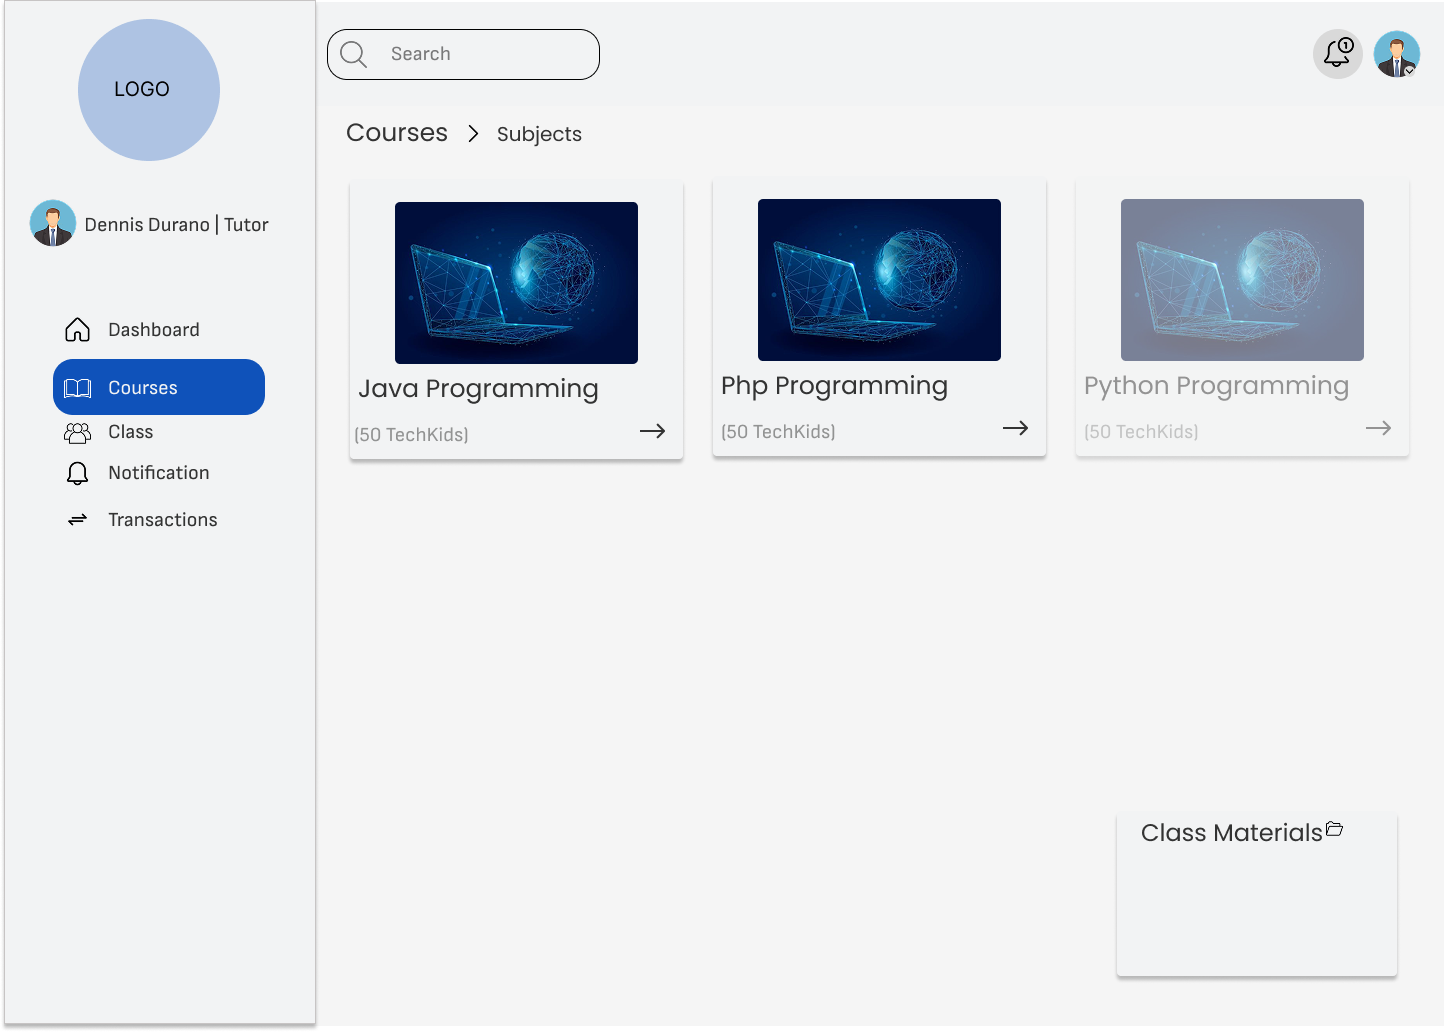 LOGO
Search
1
Courses > Subjects
Dennis Durano | Tutor
Dashboard
Courses
Class
Notification
Transactions
Java Programming
(50 TechKids)
Php Programming
(50 TechKids)
Python Programming
(50 TechKids)
Class Materials